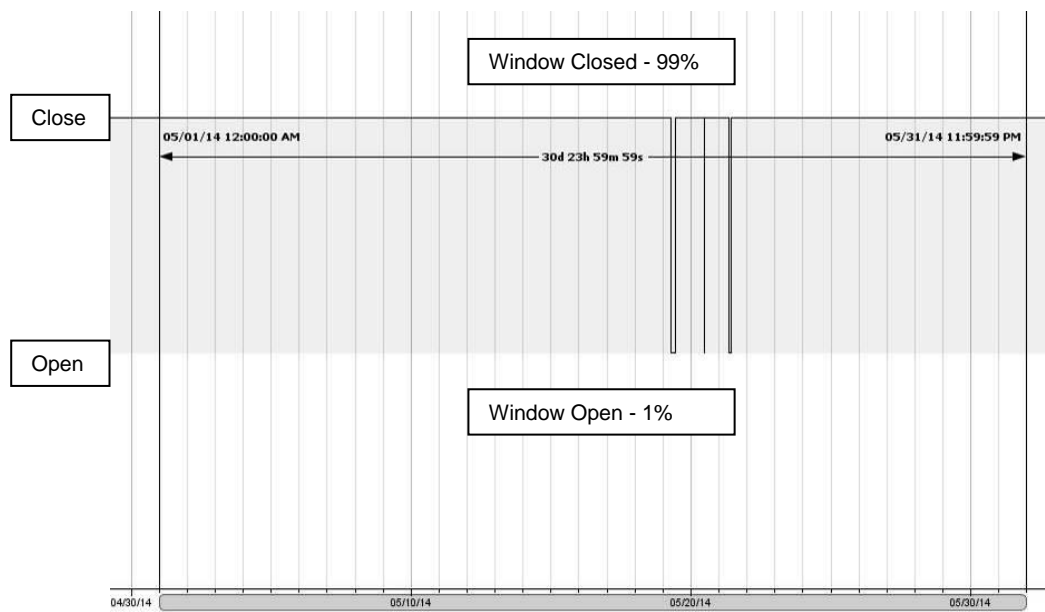 Window Closed - 99%
Close
05/01/14 12:00:00 AM
05/31/14 11:59:59 PM
30d 23h 59m 59s
Open
Window Open - 1%
04/30/14
05/10/14
05/20/14
05/30/14